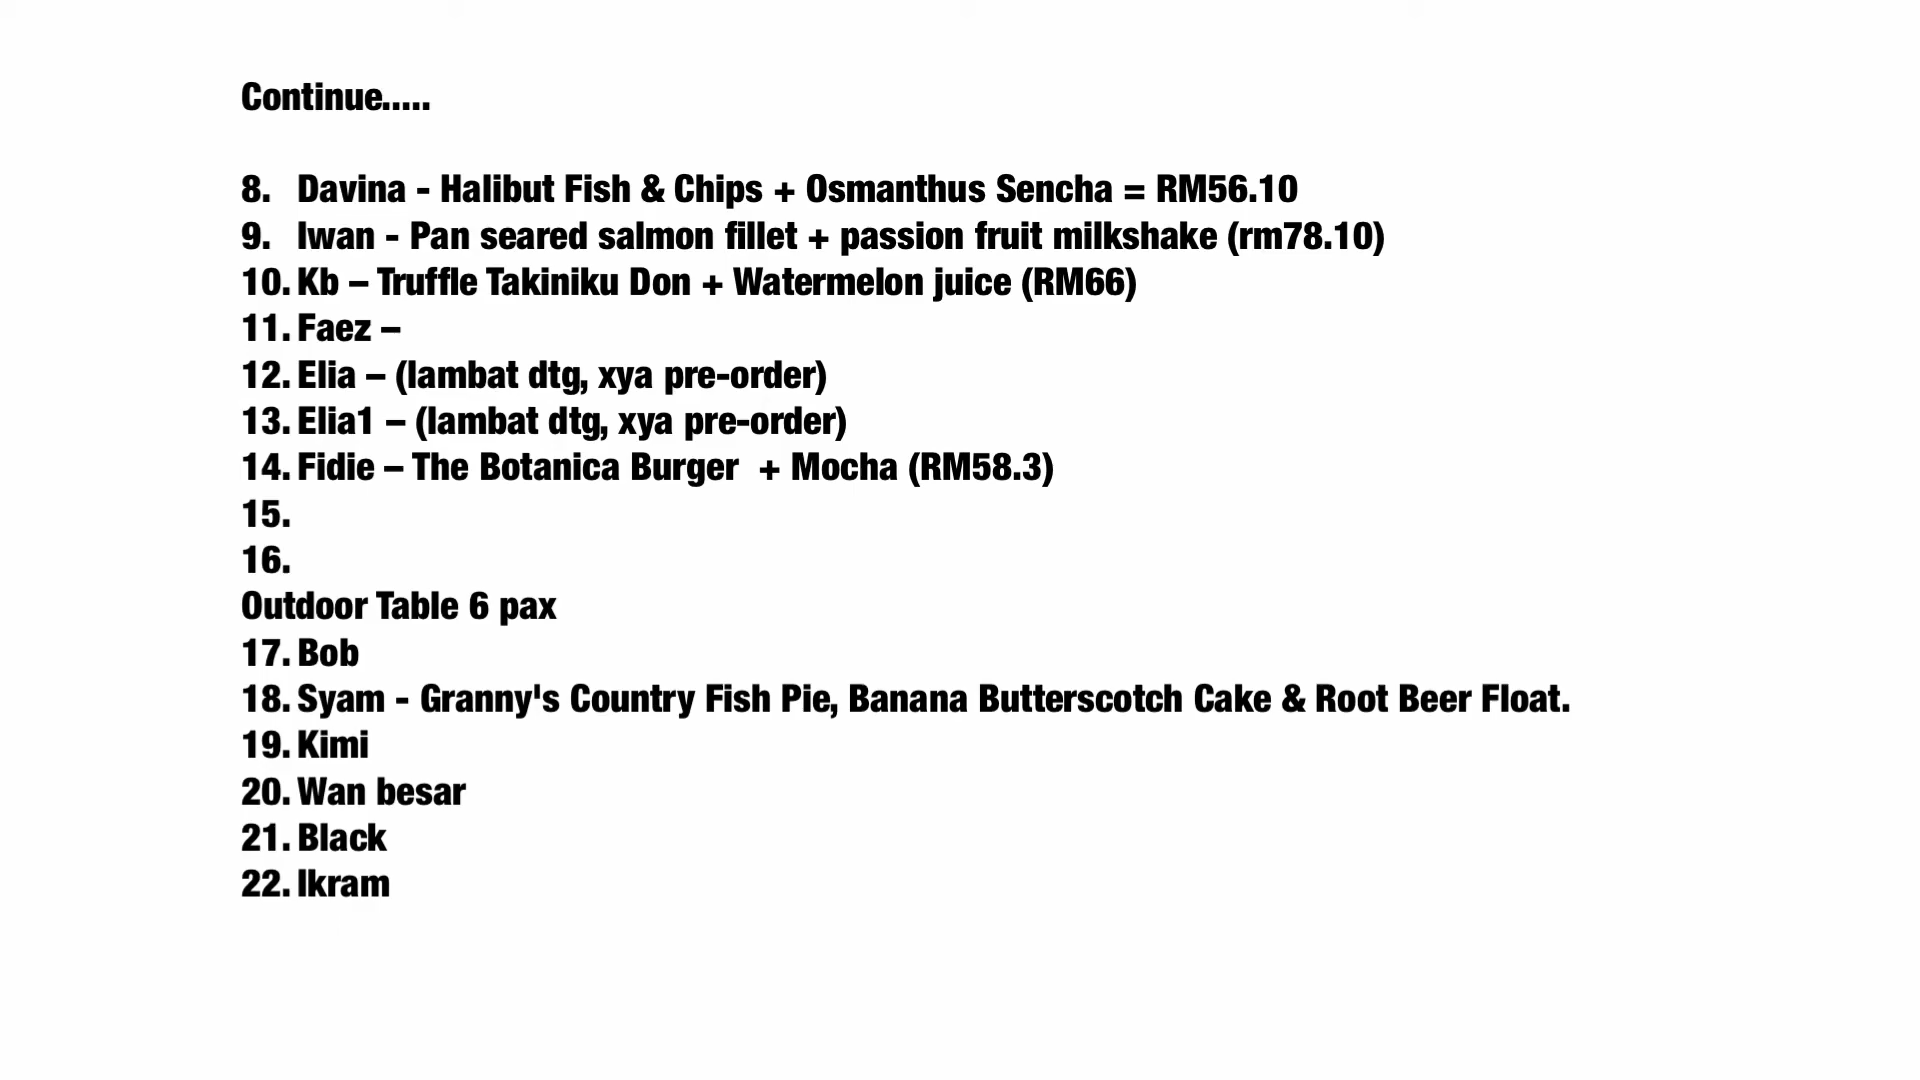 Continue.....
8. Davina - Halibut Fish & Chips + Osmanthus Sencha = RM56.10
9. Iwan - Pan seared salmon fillet + passion fruit milkshake (rm78.10)
10. Kb – Truffle Takiniku Don + Watermelon juice (RM66)
11. Faez –
12. Elia – (lambat dtg, xya pre-order)
13. Elia1 – (lambat dtg, xya pre-order)
14. Fidie – The Botanica Burger  + Mocha (RM58.3)
15.
16.
Outdoor Table 6 pax
17. Bob
18. Syam - Granny's Country Fish Pie, Banana Butterscotch Cake & Root Beer Float.
19. Kimi
20. Wan besar
21. Black
22. Ikram